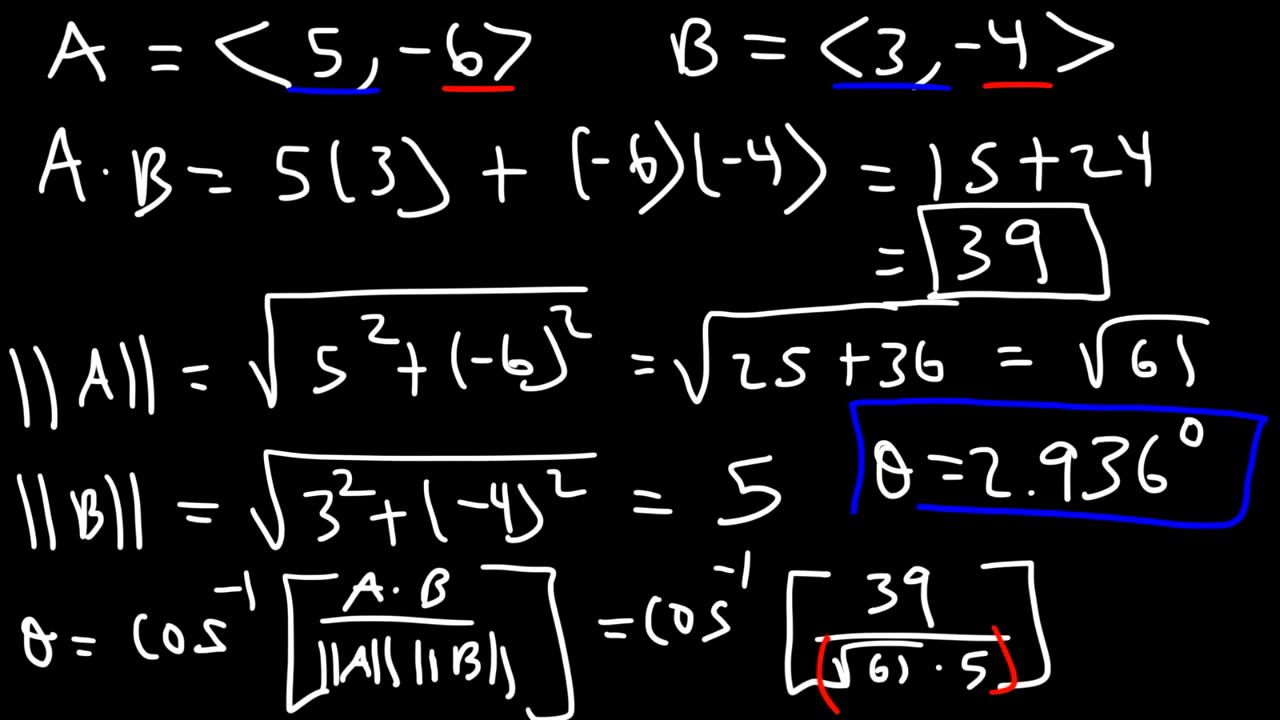 A = <5, -6> B = <3, -4>
A · B = 5(3) + (-6)(-4) = 15 + 24
= 39
||A|| = √(5² + (-6)²) = √(25 + 36) = √61
θ = 2.936°
||B|| = √(3² + (-4)²) = 5
θ = cos⁻¹ [A · B / ||A|| ||B||] = cos⁻¹ [39 / (√61 · 5)]